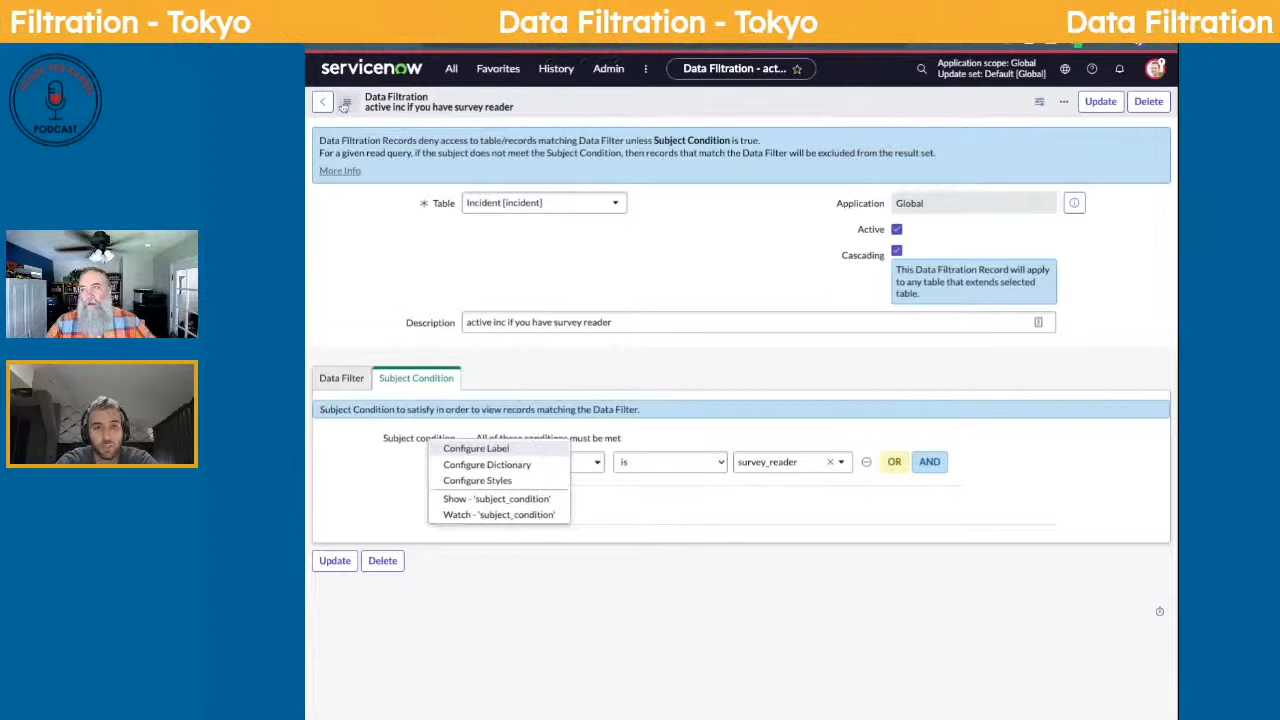 Filtration - Tokyo
Data Filtration - Tokyo
Data Filtration
PODCAST
servicenow
All
Favorites
History
Admin
Data Filtration - act...
Application scope: Global
Update set: Default [Global]
Data Filtration
active inc if you have survey reader
Update
Delete
Data Filtration Records deny access to table/records matching Data Filter unless Subject Condition is true.
For a given read query, if the subject does not meet the Subject Condition, then records that match the Data Filter will be excluded from the result set.
More Info
Table
Incident [incident]
Application
Global
Active
Cascading
This Data Filtration Record will apply
to any table that extends selected
table.
Description
active inc if you have survey reader
Data Filter
Subject Condition
Subject Condition to satisfy in order to view records matching the Data Filter.
Subject condition
All of these conditions must be met
is
survey_reader
OR
AND
Configure Label
Configure Dictionary
Configure Styles
Show - 'subject_condition'
Watch - 'subject_condition'
Update
Delete